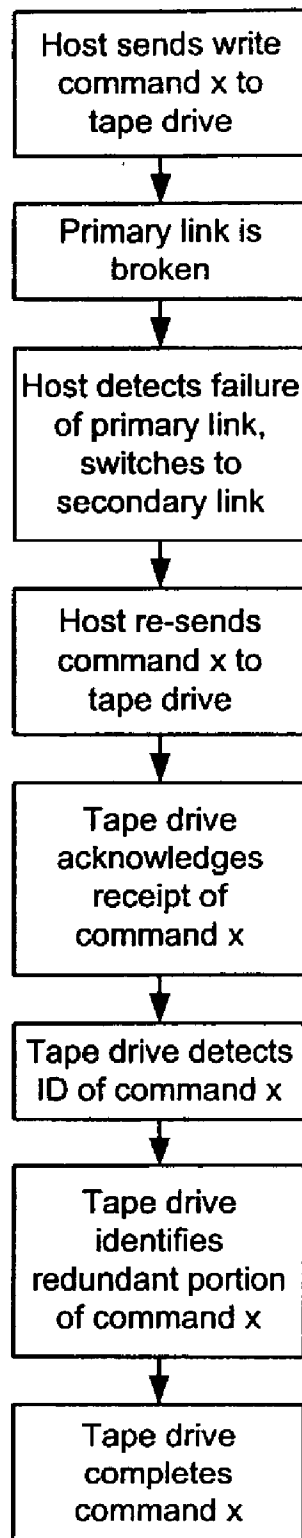 Host sends write
command x to
tape drive
Primary link is
broken
Host detects failure
of primary link,
switches to
secondary link
Host re-sends
command x to
tape drive
Tape drive
acknowledges
receipt of
command x
Tape drive detects
ID of command x
Tape drive
identifies
redundant portion
of command x
Tape drive
completes
command x